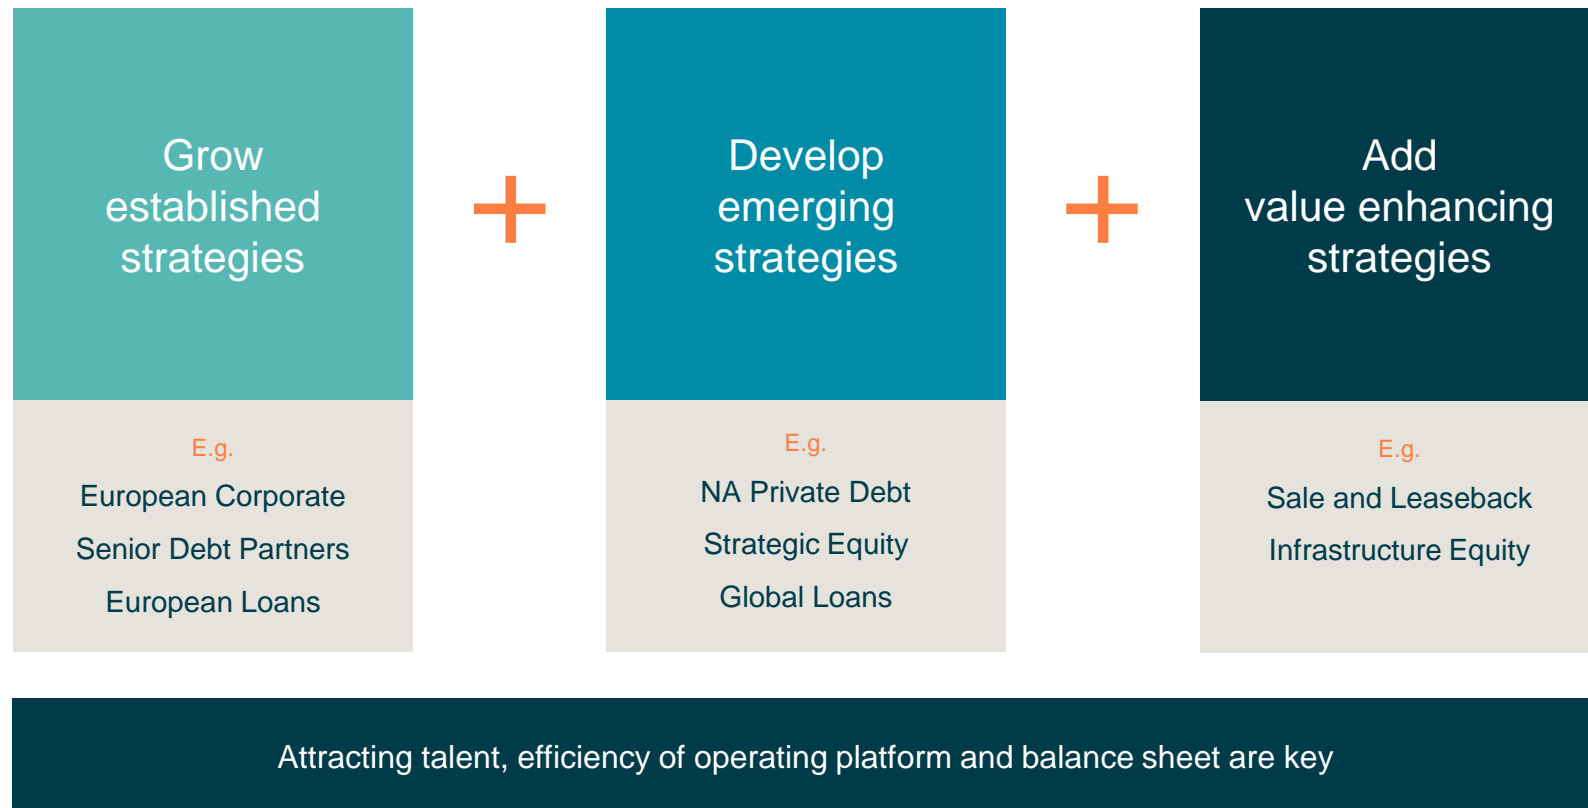 Grow
established
strategies
+
Develop
emerging
strategies
+
Add
value enhancing
strategies
E.g.
European Corporate
Senior Debt Partners
European Loans
E.g.
NA Private Debt
Strategic Equity
Global Loans
E.g.
Sale and Leaseback
Infrastructure Equity
Attracting talent, efficiency of operating platform and balance sheet are key